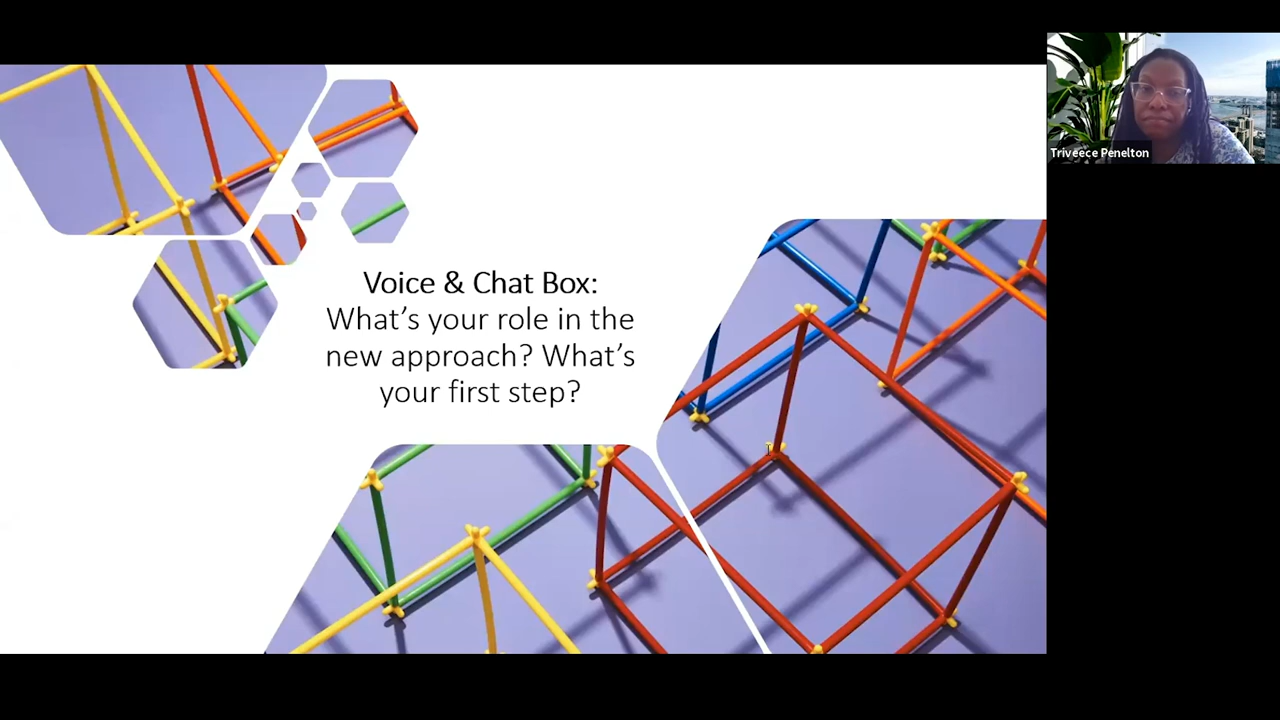 Voice & Chat Box:
What's your role in the
new approach? What's
your first step?
Triveece Penelton